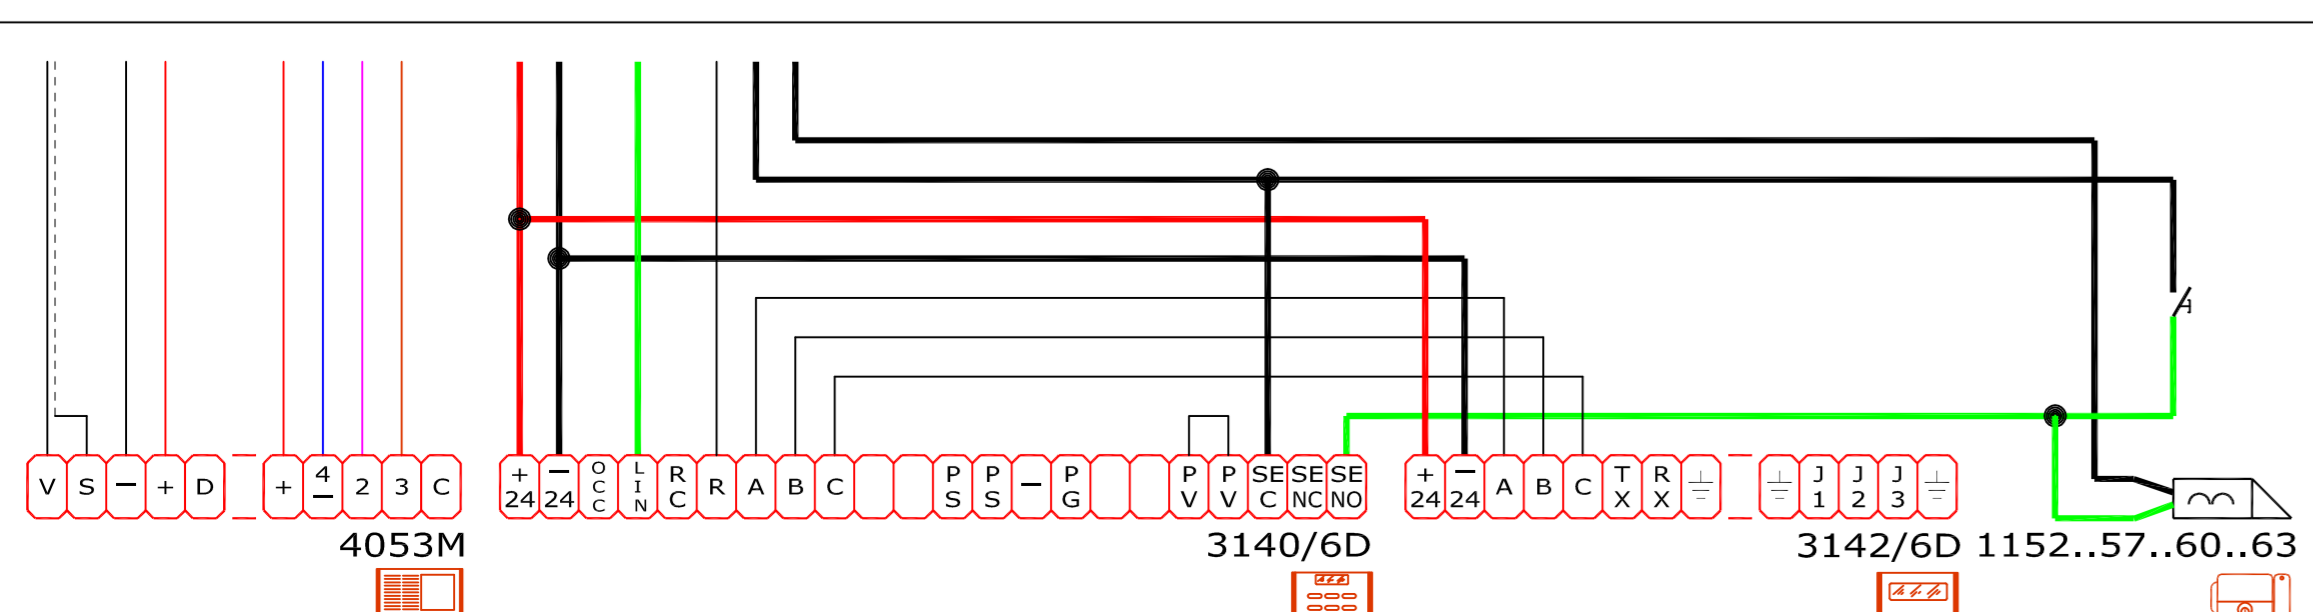 V S − + D + 4 − 2 3 C
+ 24 − 24 O C C L I N R C R A B C P S P S − P G P V P V SE C SE NC SE NO
+ 24 − 24 A B C T X R X J 1 J 2 J 3
4053M 3140/6D 3142/6D 1152..57..60..63